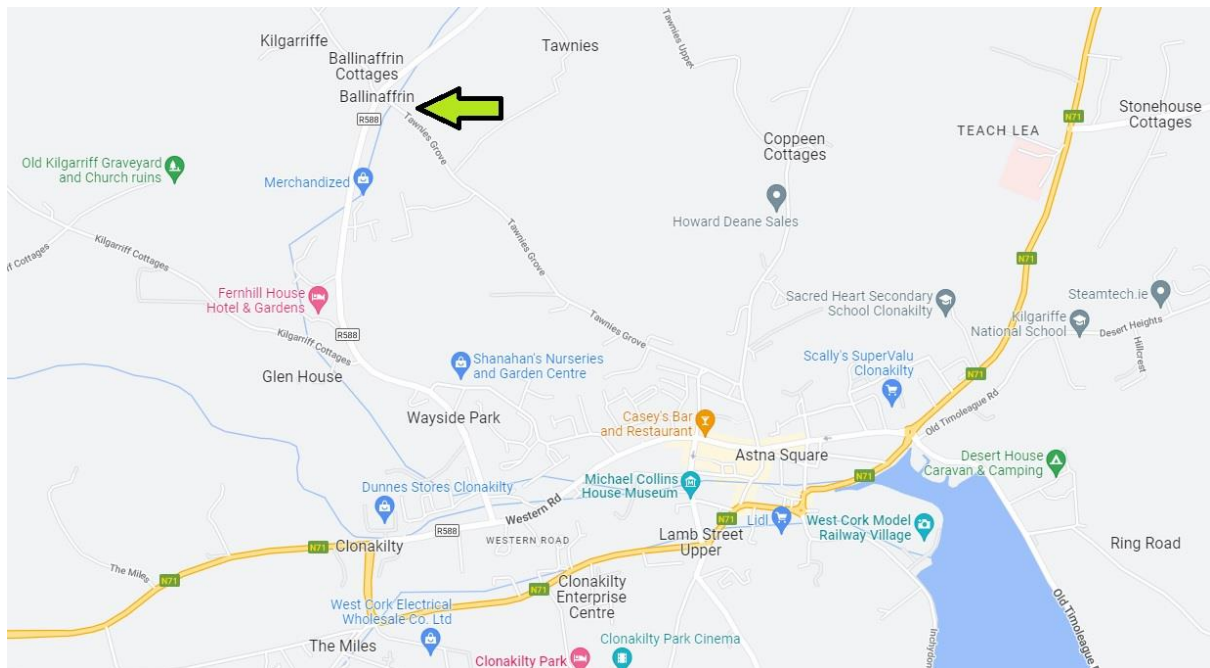 Kilgarriffe
Tawnies
Ballinaffrin
Cottages
Tawnies Upper
Ballinaffrin
R588
Tawnies Grove
N71
Stonehouse
Cottages
TEACH LEA
Coppeen
Cottages
Old Kilgarriff Graveyard
and Church ruins
Merchandized
Howard Deane Sales
Kilgarriff Cottages
ff Cottages
Tawnies Grove
N71
Fernhill House
Hotel & Gardens
Sacred Heart Secondary
School Clonakilty
Steamtech.ie
Kilgariffe
National School
Desert Heights
Tawnies Grove
R588
Kilgarriff Cottages
Hillcrest
Shanahan's Nurseries
and Garden Centre
Scally's SuperValu
Clonakilty
Glen House
N71
Wayside Park
Old Timoleague Rd
Casey's Bar
and Restaurant
Astna Square
Desert House
Caravan & Camping
N71
Michael Collins
House Museum
Dunnes Stores Clonakilty
Western Rd
N71
Lidl
West Cork Model
Railway Village
R588
WESTERN ROAD
Lamb Street
Upper
Ring Road
N71
Clonakilty
The Miles
N71
N71
Clonakilty
Enterprise
Centre
West Cork Electrical
Wholesale Co. Ltd
Old Timoleague
The Miles
Clonakilty Park Cinema
Clonakilty Park
Inchydon